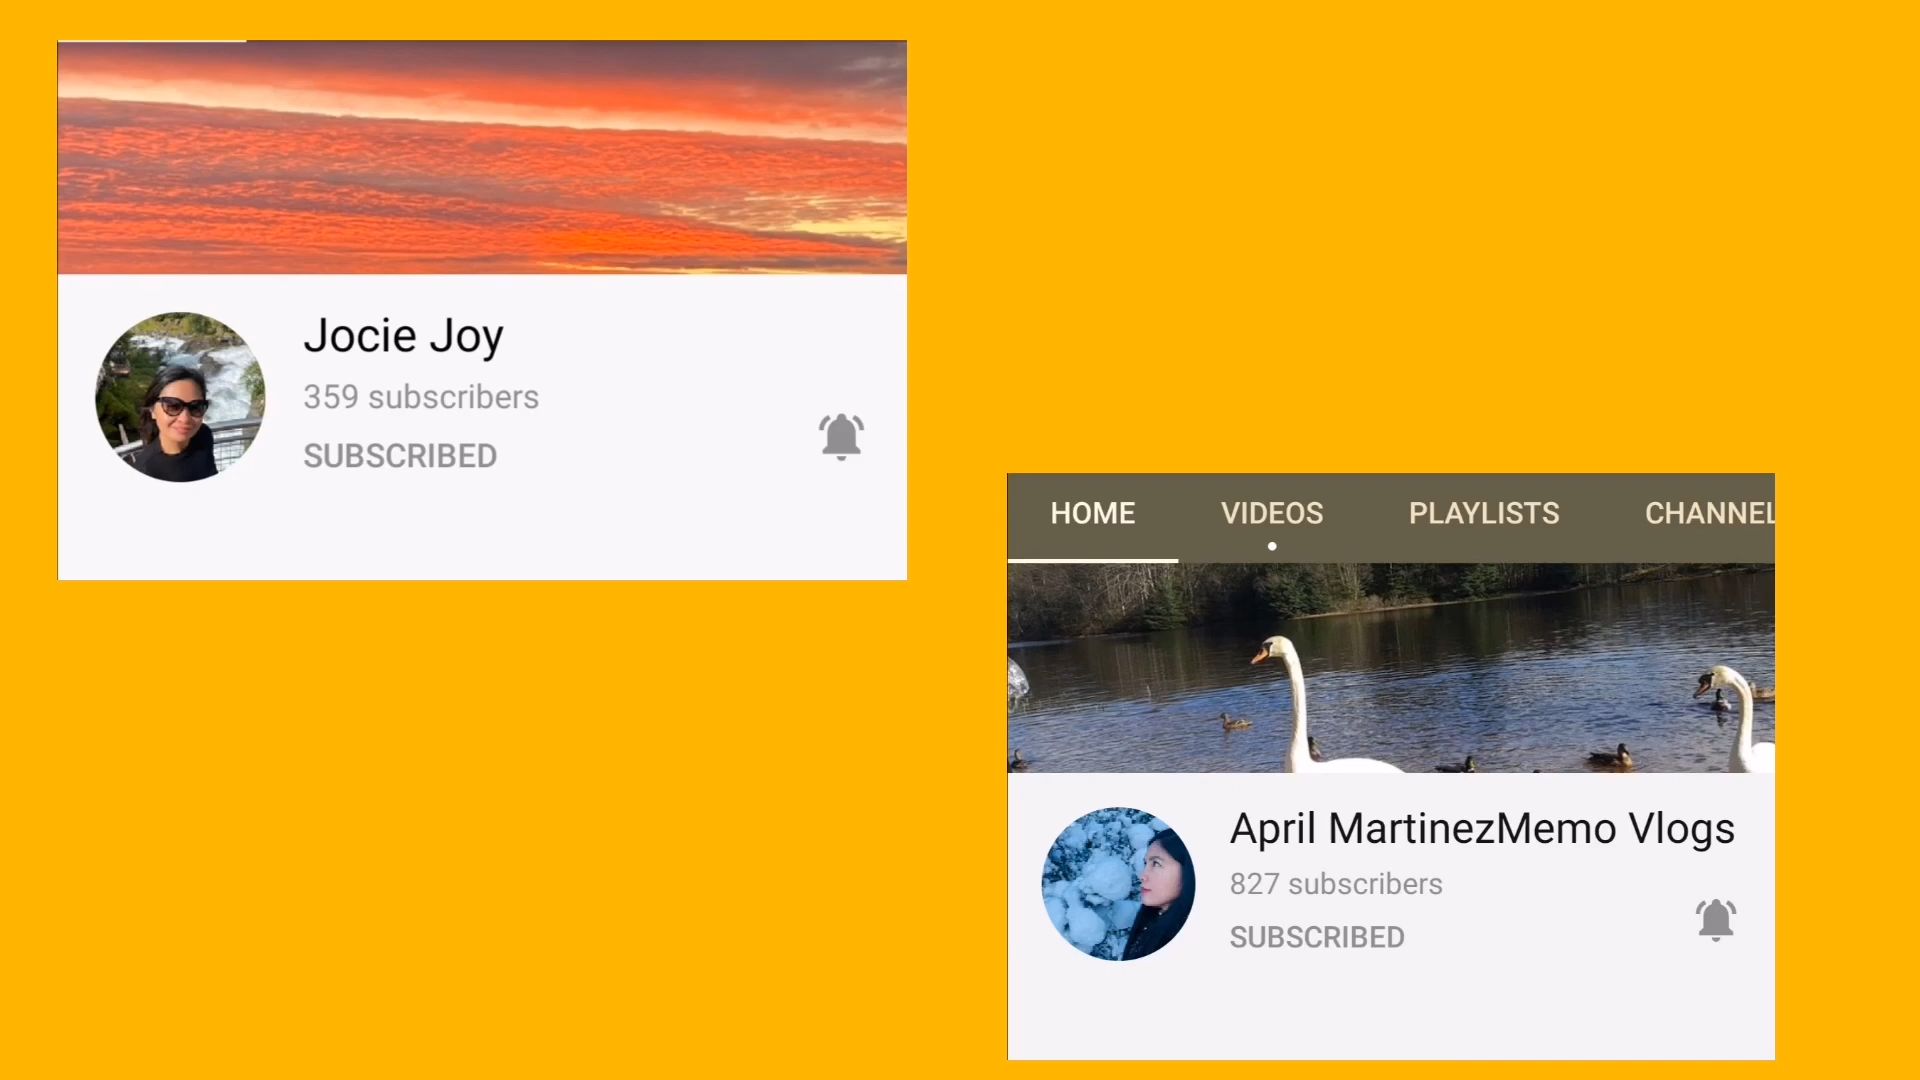 Jocie Joy
359 subscribers
SUBSCRIBED
HOME VIDEOS PLAYLISTS CHANNEL
April MartinezMemo Vlogs
827 subscribers
SUBSCRIBED